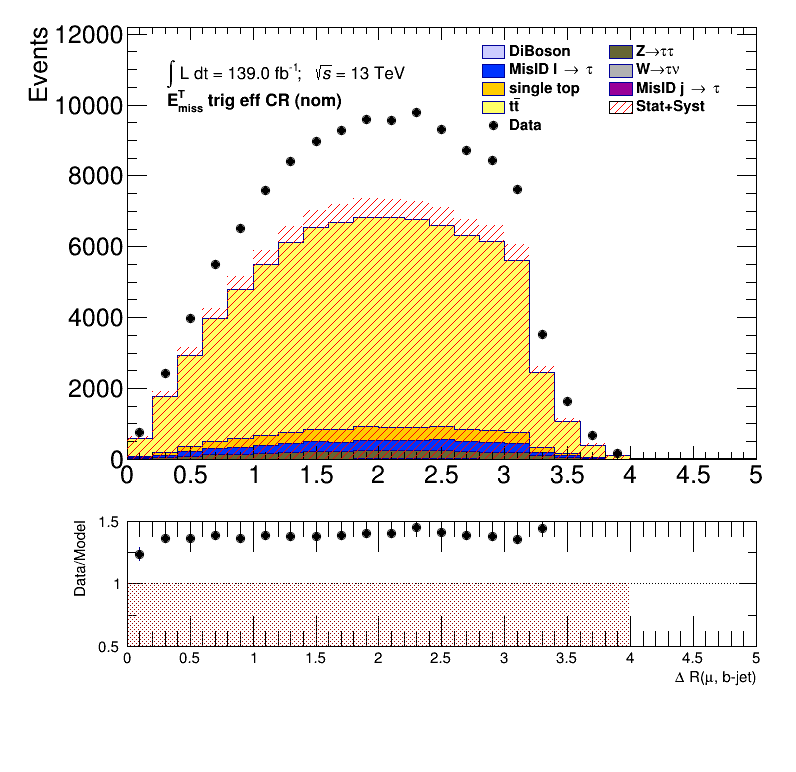 Events
12000
10000
8000
6000
4000
2000
0
∫ L dt = 139.0 fb⁻¹;   √s = 13 TeV
E^T_miss trig eff CR (nom)
DiBoson
MisID l → τ
single top
tt̄
Data
Z→ττ
W→τν
MisID j → τ
Stat+Syst
0 0.5 1 1.5 2 2.5 3 3.5 4 4.5 5
Data/Model
1.5
1
0.5
0 0.5 1 1.5 2 2.5 3 3.5 4 4.5 5
Δ R(μ, b-jet)